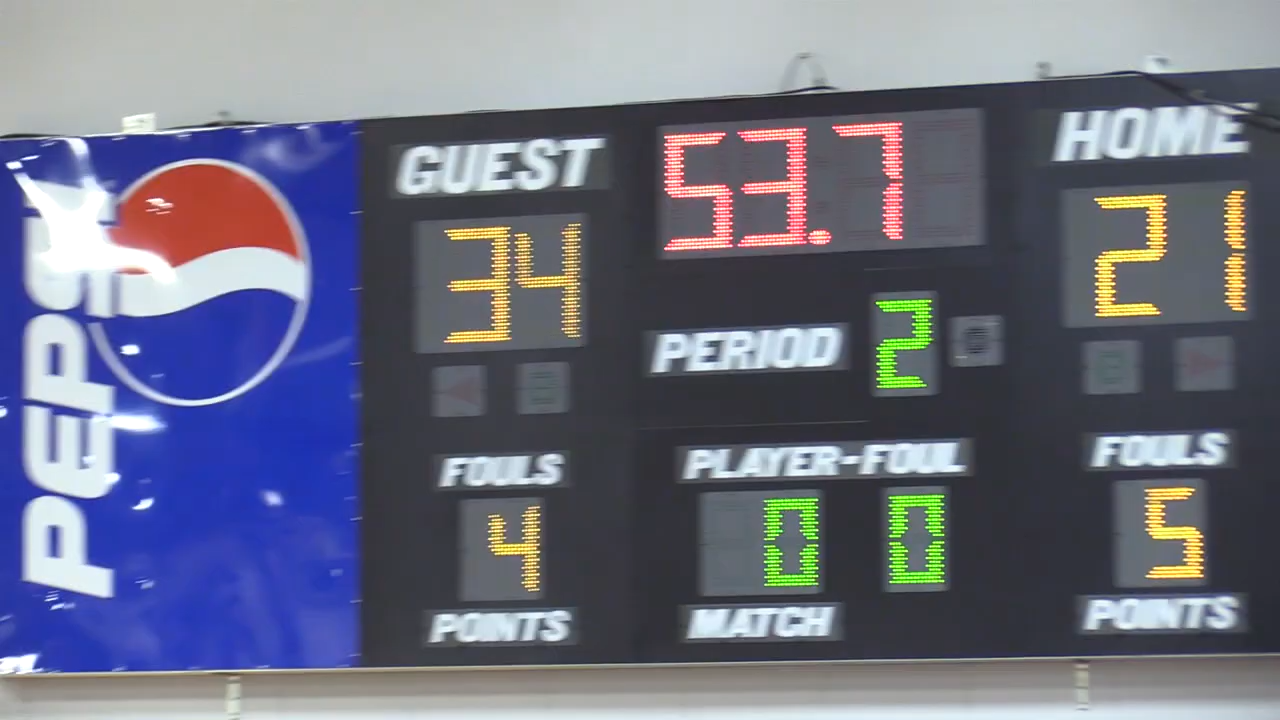 PEPSI
GUEST
53.7
HOME
34
21
PERIOD 2
FOULS
PLAYER-FOUL
FOULS
4
0 0
5
POINTS
MATCH
POINTS